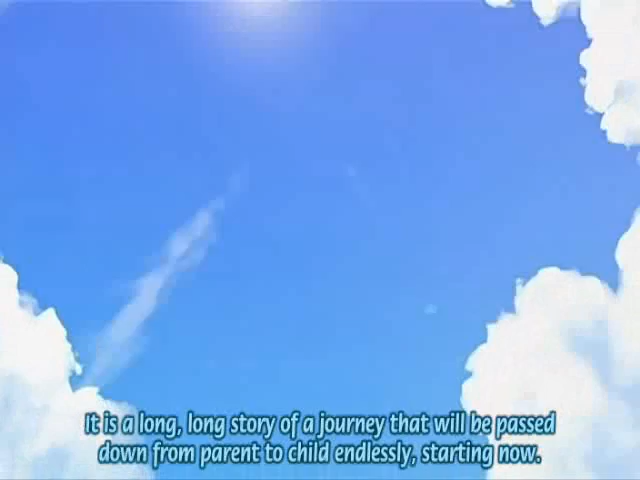 It is a long, long story of a journey that will be passed
down from parent to child endlessly, starting now.